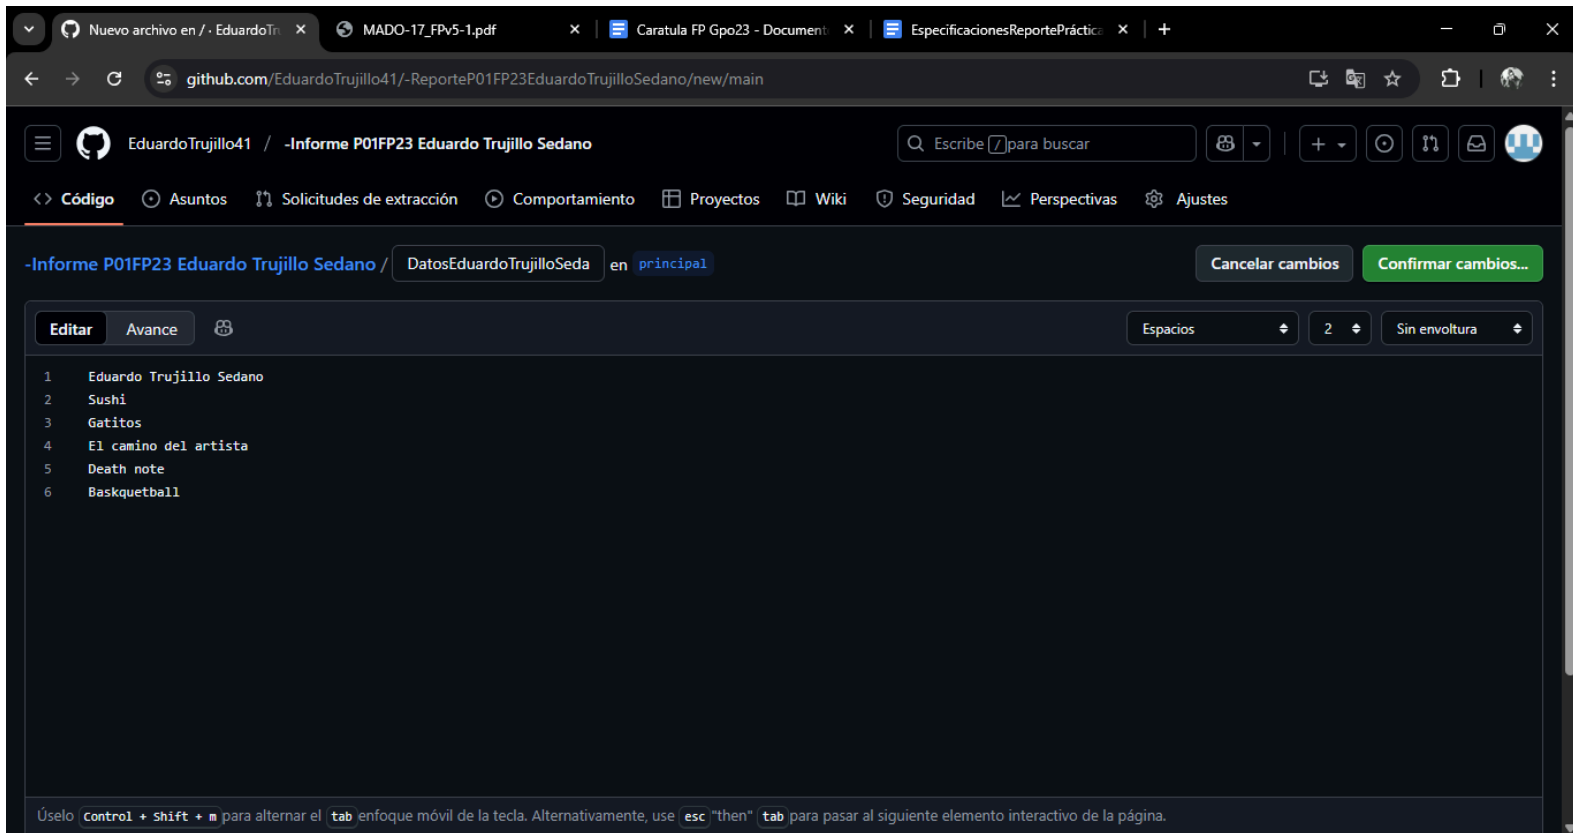 Nuevo archivo en / · EduardoTr
MADO-17_FPv5-1.pdf
Caratula FP Gpo23 - Document
EspecificacionesReportePráctica
github.com/EduardoTrujillo41/-ReporteP01FP23EduardoTrujilloSedano/new/main
EduardoTrujillo41 / -Informe P01FP23 Eduardo Trujillo Sedano
Escribe / para buscar
Código Asuntos Solicitudes de extracción Comportamiento Proyectos Wiki Seguridad Perspectivas Ajustes
-Informe P01FP23 Eduardo Trujillo Sedano / DatosEduardoTrujilloSeda en principal
Cancelar cambios Confirmar cambios...
Editar Avance
Espacios 2 Sin envoltura
1 Eduardo Trujillo Sedano
2 Sushi
3 Gatitos
4 El camino del artista
5 Death note
6 Baskquetball
Úselo Control + Shift + m para alternar el tab enfoque móvil de la tecla. Alternativamente, use esc "then" tab para pasar al siguiente elemento interactivo de la página.